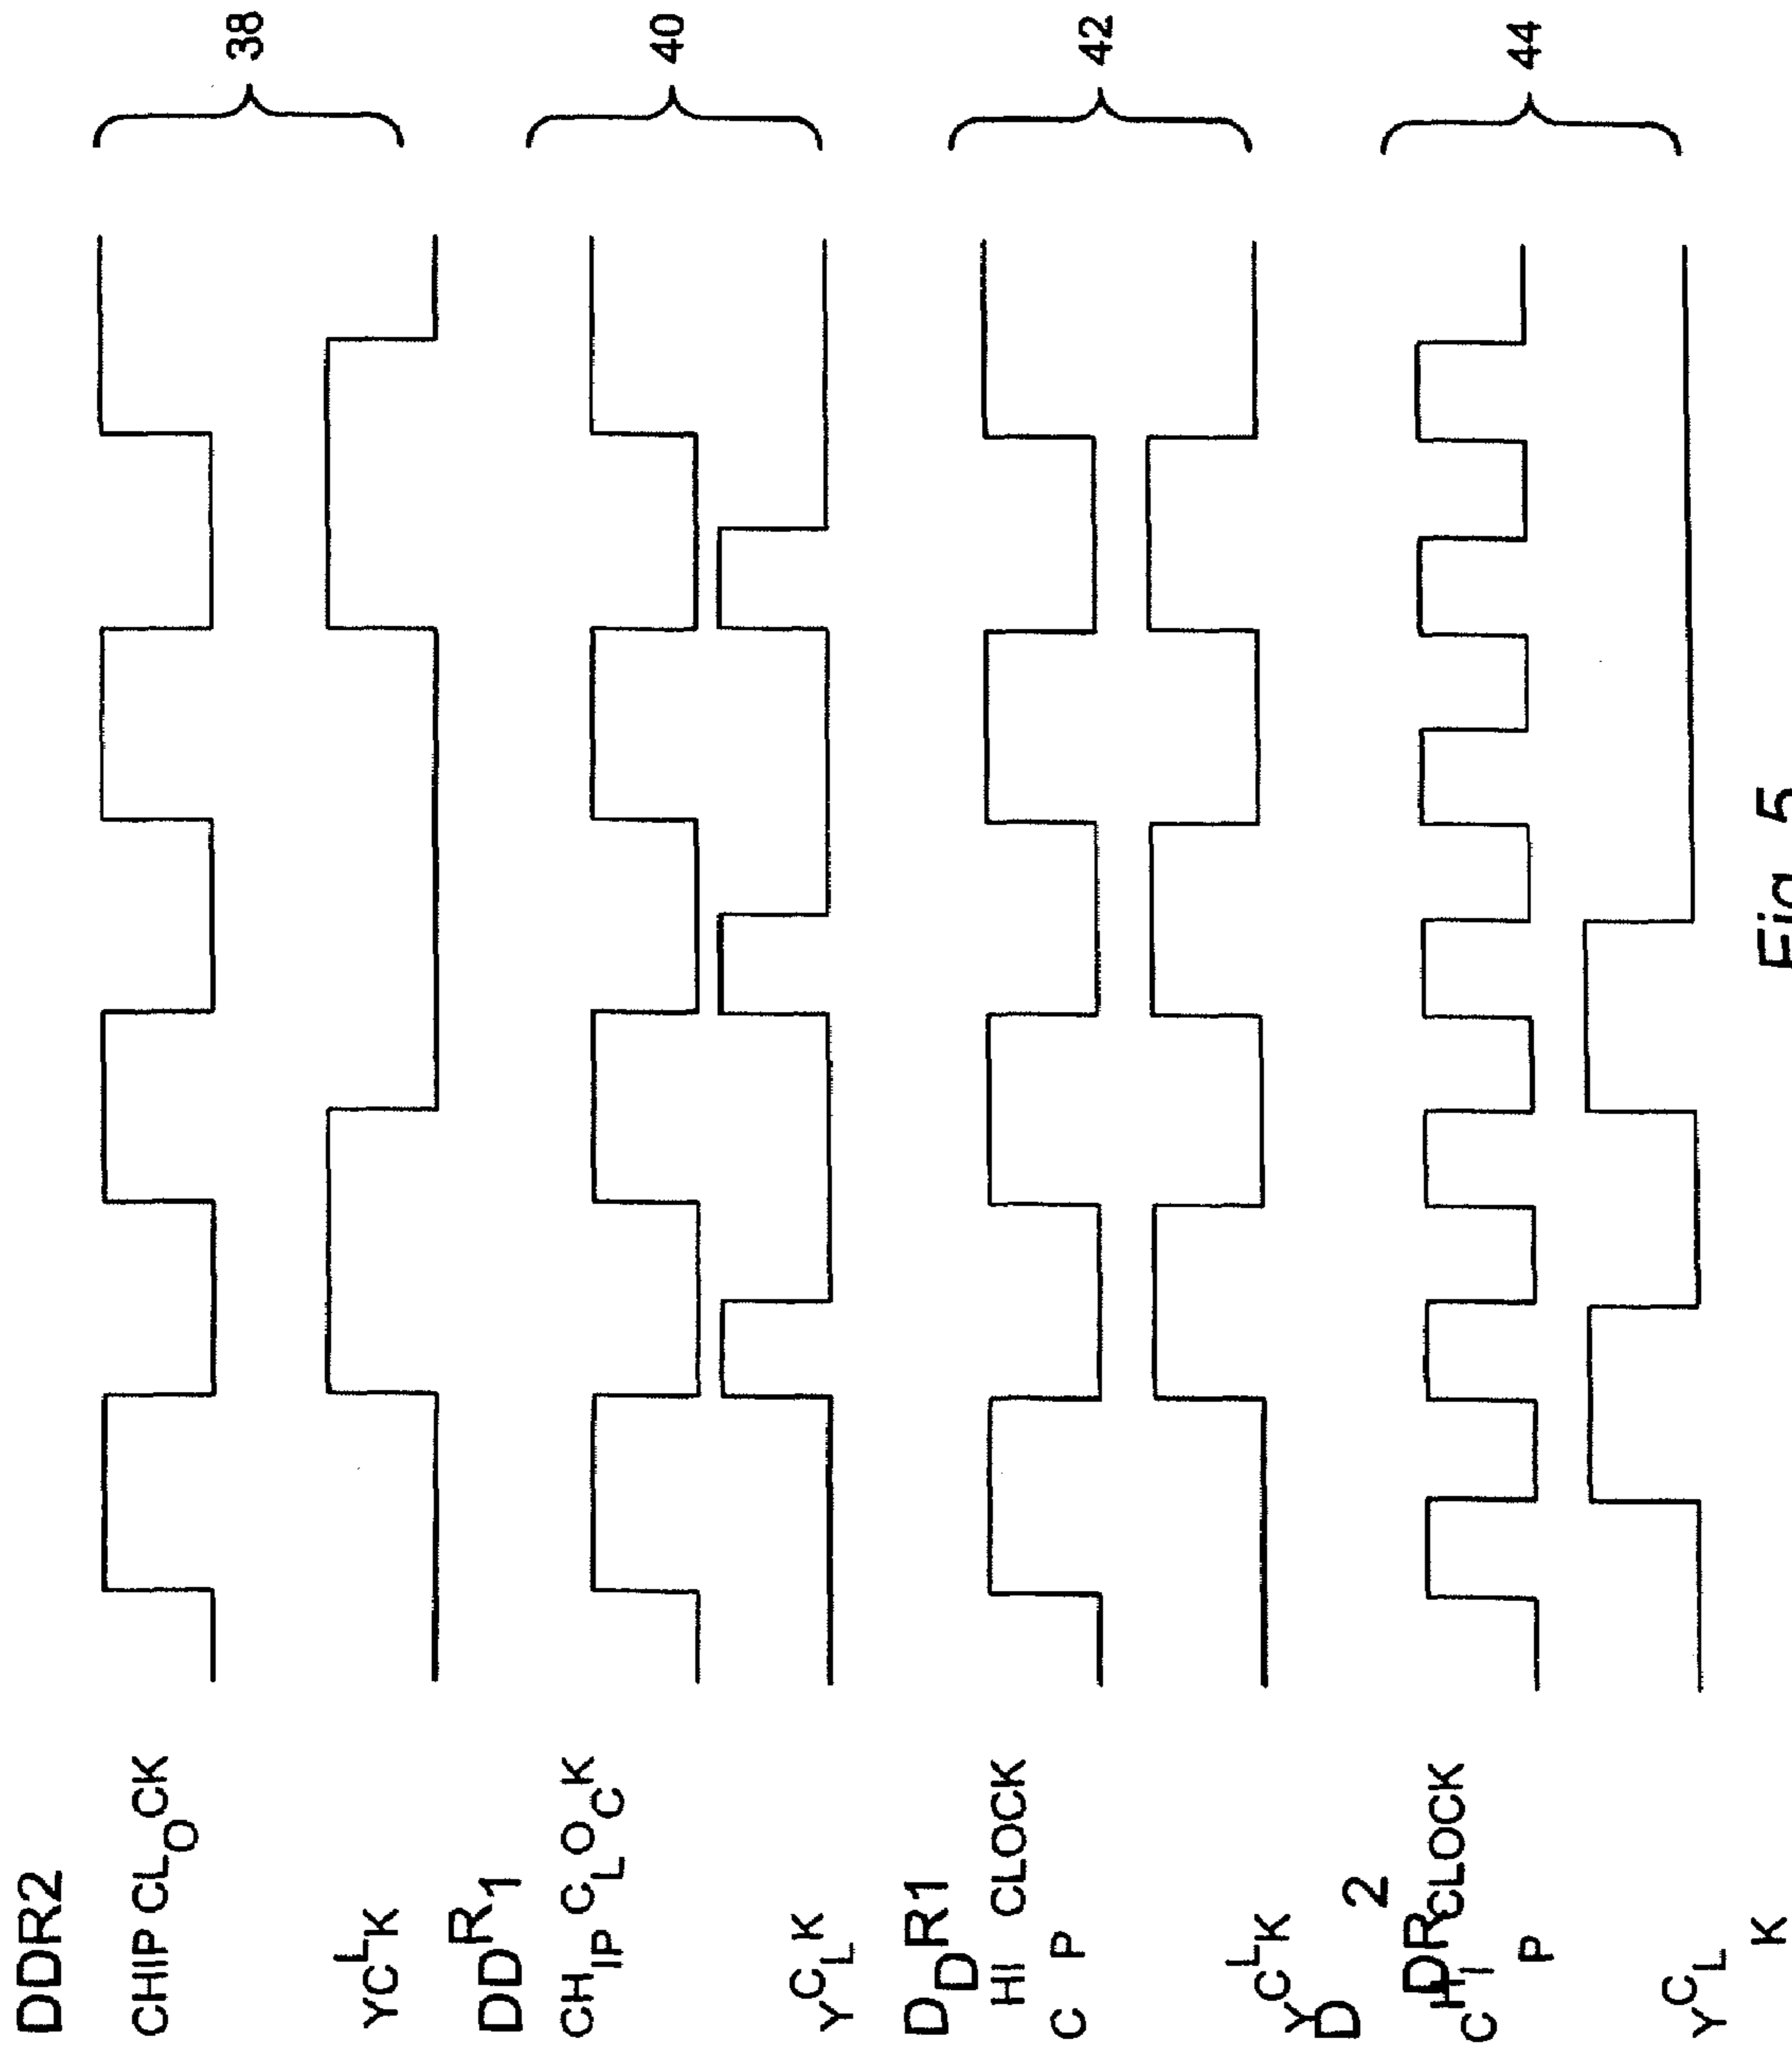 DDR2
CHIP CLOCK
YCLK
38
DDR1
CHIP CLOCK
YCLK
40
DDR1
CHIP CLOCK
YCLK
42
DDR2
CHIP CLOCK
YCLK
44
Fig. 5